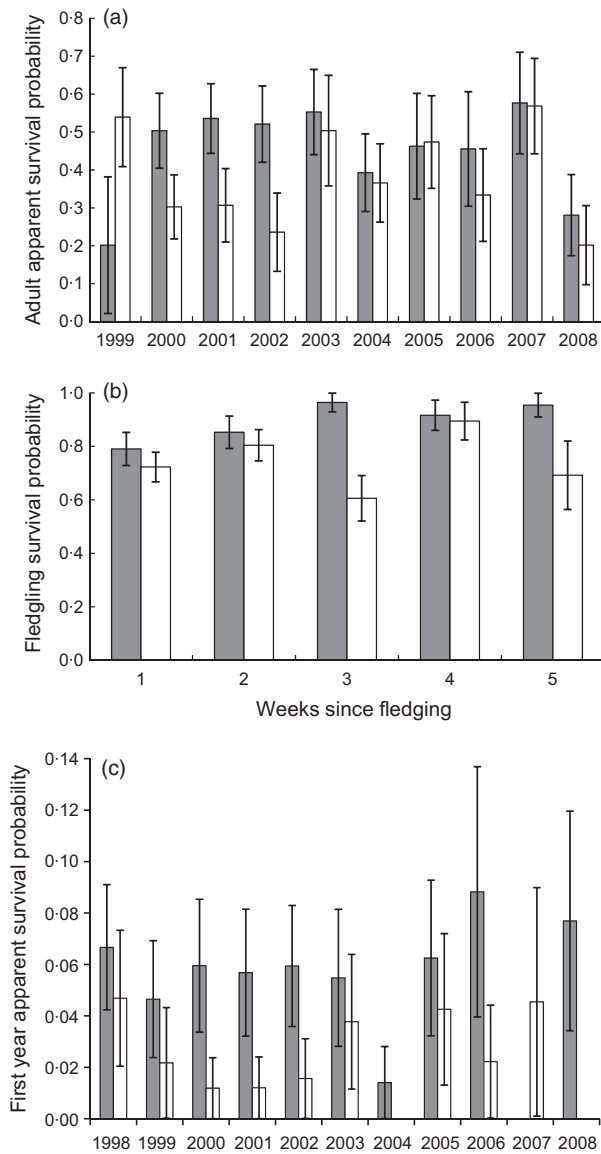 (a)
Adult apparent survival probability
0·8
0·7
0·6
0·5
0·4
0·3
0·2
0·1
0·0
1999 2000 2001 2002 2003 2004 2005 2006 2007 2008
(b)
Fledgling survival probability
1·0
0·8
0·6
0·4
0·2
0·0
1 2 3 4 5
Weeks since fledging
(c)
First year apparent survival probability
0·14
0·12
0·10
0·08
0·06
0·04
0·02
0·00
1998 1999 2000 2001 2002 2003 2004 2005 2006 2007 2008